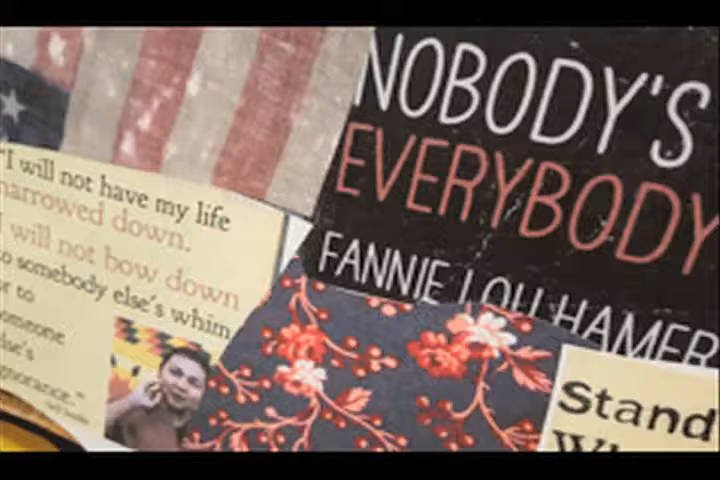 NOBODY'S
EVERYBODY
FANNIE LOU HAMER
"I will not have my life
narrowed down.
I will not bow down
to somebody else's whim
or to
someone
else's
ignorance."
Stand